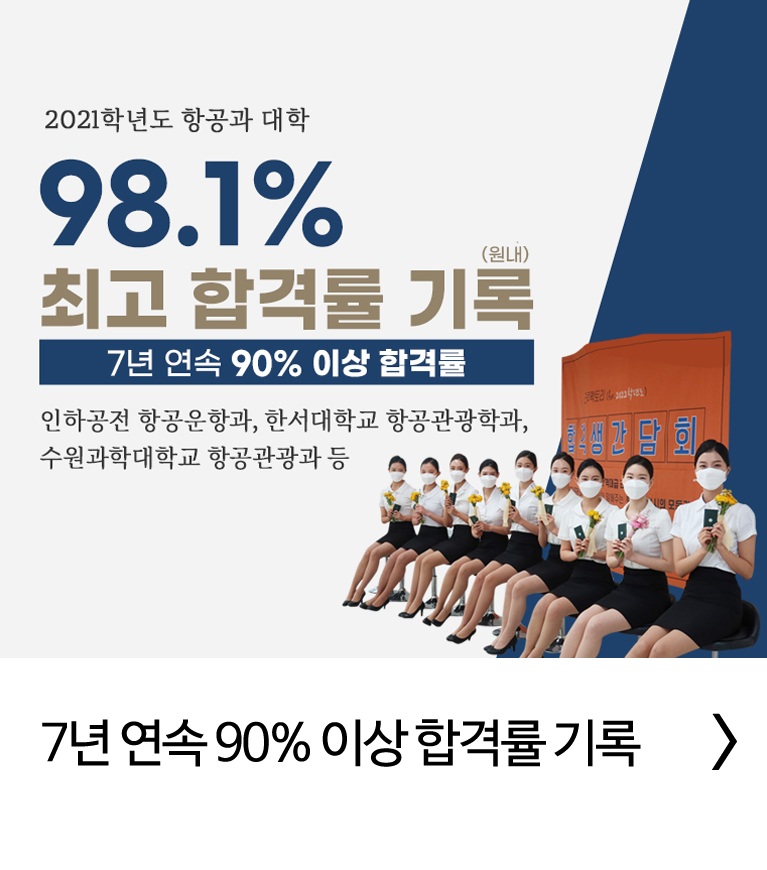 2021학년도 항공과 대학
98.1%
(원내)
최고 합격률 기록
7년 연속 90% 이상 합격률
인하공전 항공운항과, 한서대학교 항공관광학과,
수원과학대학교 항공관광과 등
합격생간담회
7년 연속 90% 이상 합격률 기록